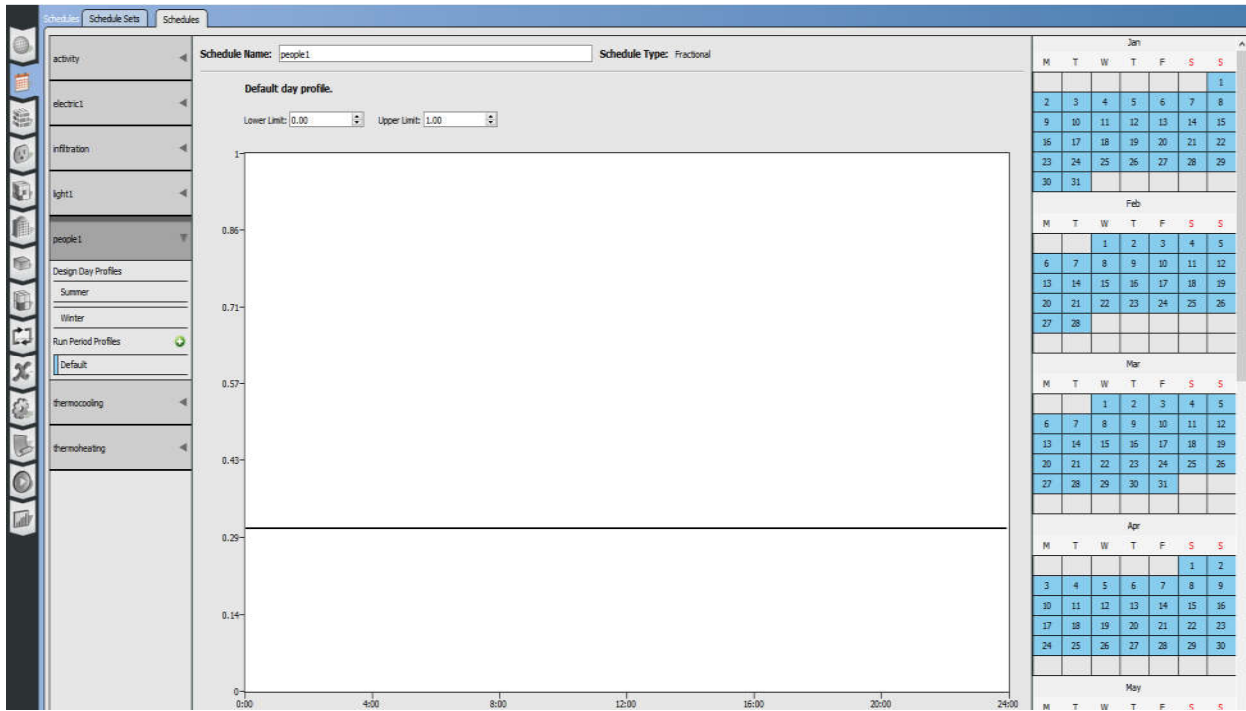 Schedules Schedule Sets Schedules
activity
electric1
infiltration
light1
people1
Design Day Profiles
Summer
Winter
Run Period Profiles
Default
thermocooling
thermoheating
Schedule Name: people1 Schedule Type: Fractional
Default day profile.
Lower Limit: 0.00 Upper Limit: 1.00
1
0.86
0.71
0.57
0.43
0.29
0.14
0
0:00 4:00 8:00 12:00 16:00 20:00 24:00
Jan
M T W T F S S
1
2 3 4 5 6 7 8
9 10 11 12 13 14 15
16 17 18 19 20 21 22
23 24 25 26 27 28 29
30 31
Feb
M T W T F S S
1 2 3 4 5
6 7 8 9 10 11 12
13 14 15 16 17 18 19
20 21 22 23 24 25 26
27 28
Mar
M T W T F S S
1 2 3 4 5
6 7 8 9 10 11 12
13 14 15 16 17 18 19
20 21 22 23 24 25 26
27 28 29 30 31
Apr
M T W T F S S
1 2
3 4 5 6 7 8 9
10 11 12 13 14 15 16
17 18 19 20 21 22 23
24 25 26 27 28 29 30
May
M T W T F S S